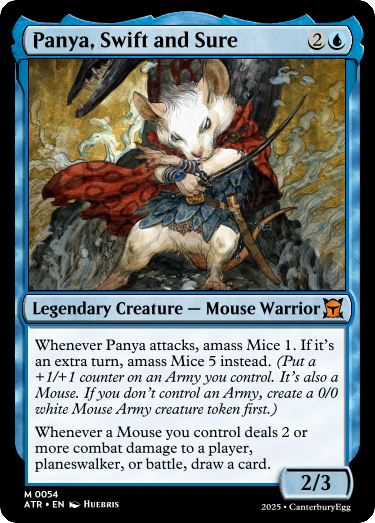 Panya, Swift and Sure 2
Legendary Creature — Mouse Warrior
Whenever Panya attacks, amass Mice 1. If it's
an extra turn, amass Mice 5 instead. (Put a
+1/+1 counter on an Army you control. It's also a
Mouse. If you don't control an Army, create a 0/0
white Mouse Army creature token first.)
Whenever a Mouse you control deals 2 or
more combat damage to a player,
planeswalker, or battle, draw a card.
2/3
M 0054
ATR • EN Huebris 2025 • CanterburyEgg